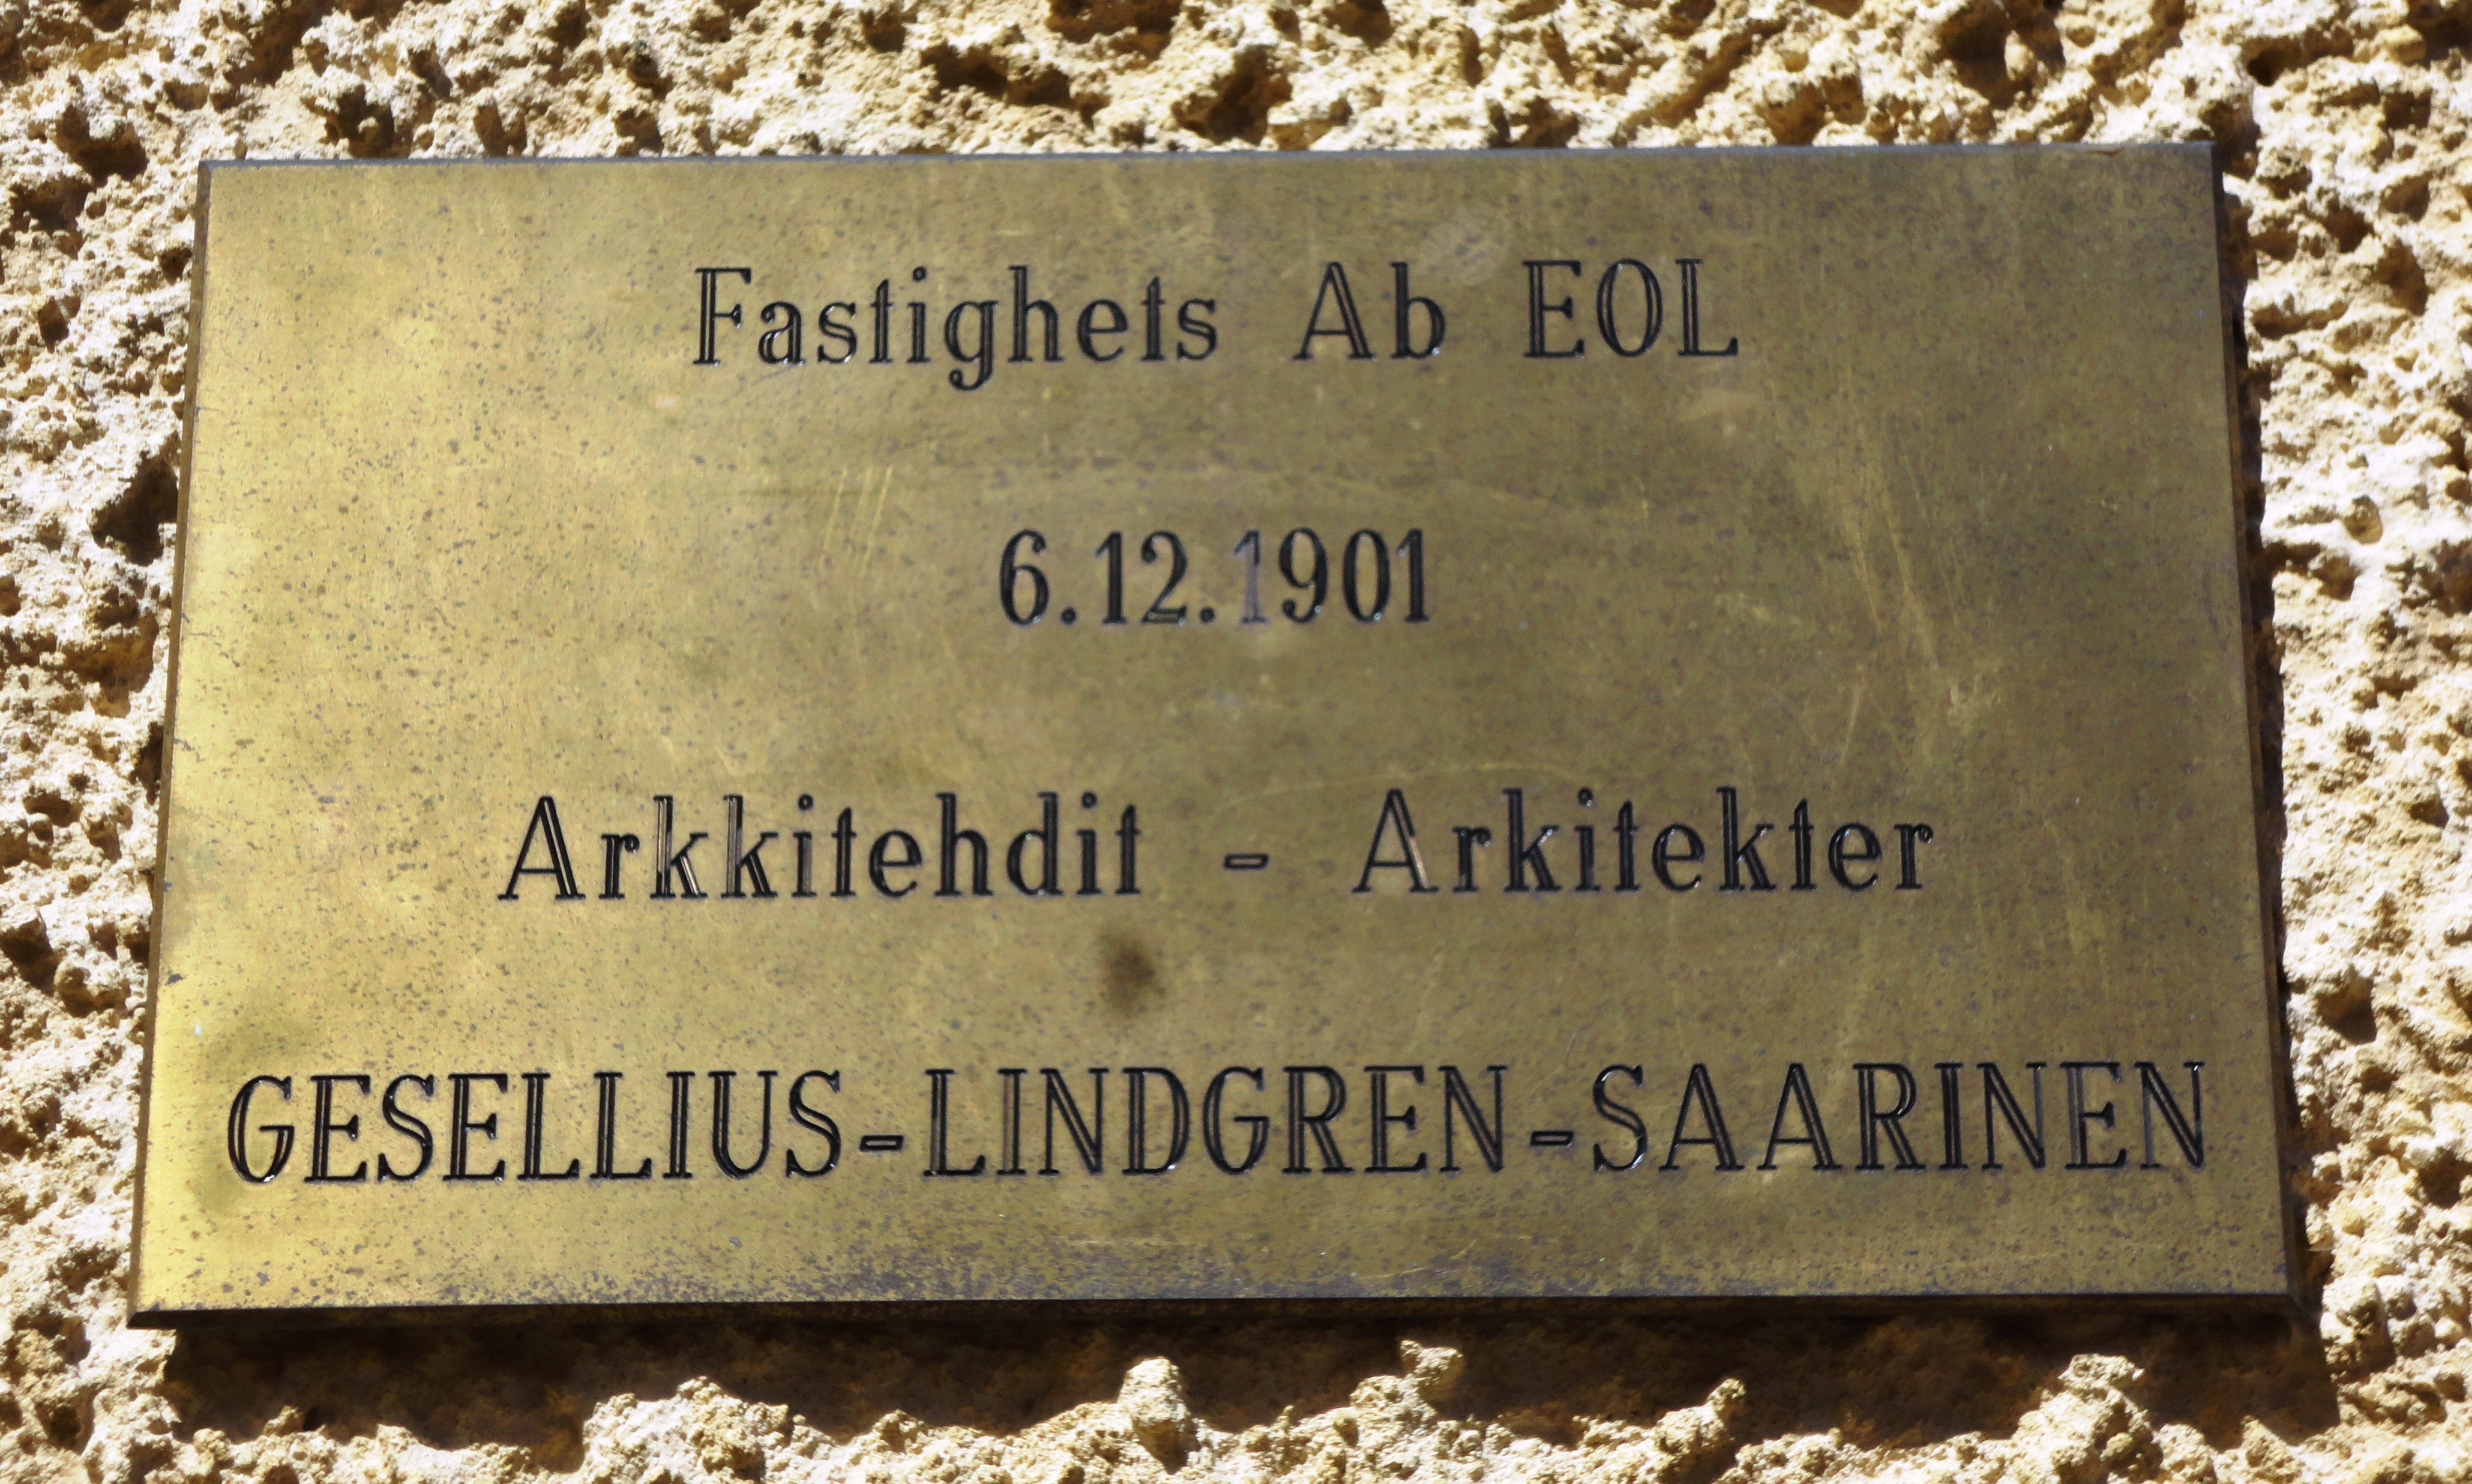 Fastighets Ab EOL
6.12.1901
Arkkitehdit - Arkitekter
GESELLIUS-LINDGREN-SAARINEN